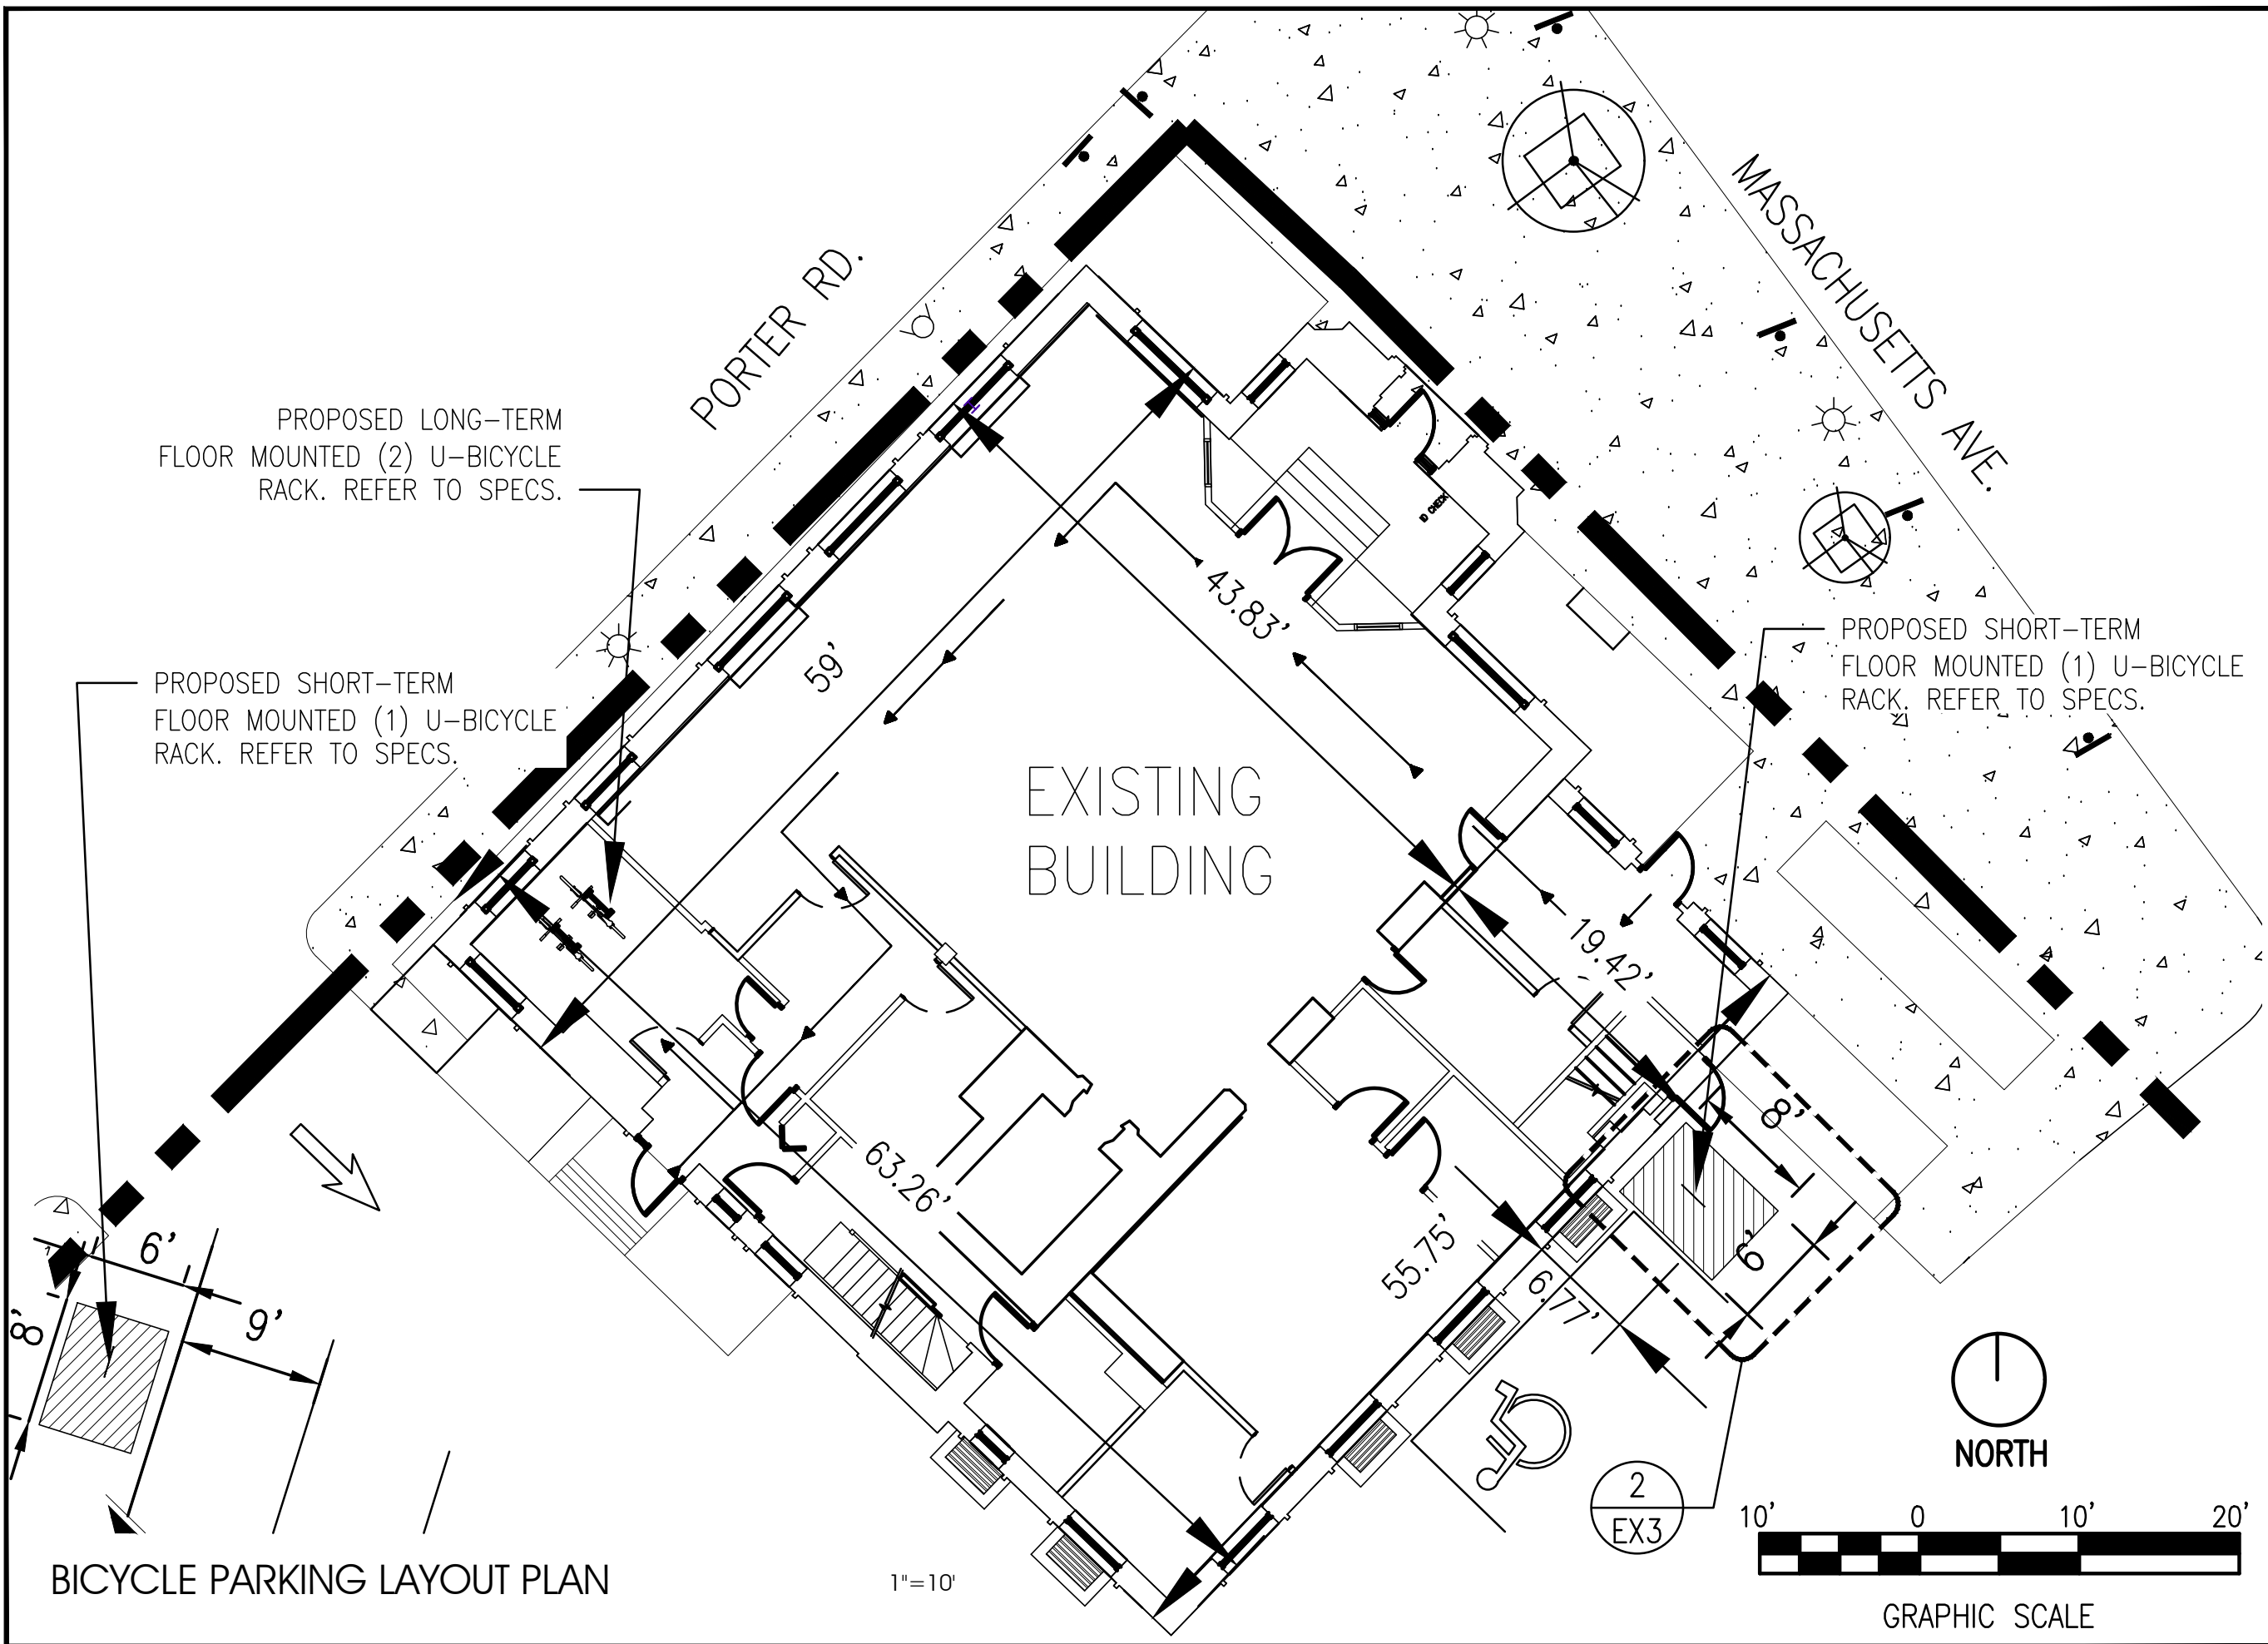 MASSACHUSETTS AVE.
PORTER RD.
PROPOSED LONG-TERM
FLOOR MOUNTED (2) U-BICYCLE
RACK. REFER TO SPECS.
ID CHECK
43.83'
59'
PROPOSED SHORT-TERM
FLOOR MOUNTED (1) U-BICYCLE
RACK. REFER TO SPECS.
PROPOSED SHORT-TERM
FLOOR MOUNTED (1) U-BICYCLE
RACK. REFER TO SPECS.
EXISTING
BUILDING
19.42'
8'
63.26'
55.75'
6'
6.77'
6'
9'
8'
NORTH
2
EX3
10' 0 10' 20'
GRAPHIC SCALE
BICYCLE PARKING LAYOUT PLAN
1"=10'